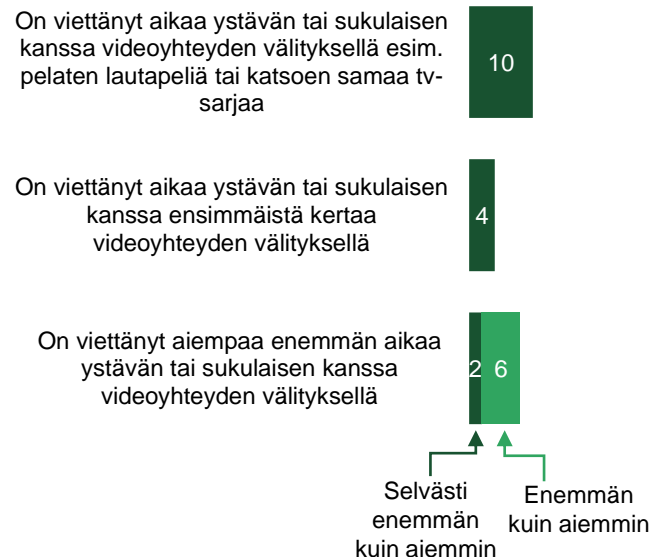 On viettänyt aikaa ystävän tai sukulaisen
kanssa videoyhteyden välityksellä esim.
pelaten lautapeliä tai katsoen samaa tv-
sarjaa
10
On viettänyt aikaa ystävän tai sukulaisen
kanssa ensimmäistä kertaa
videoyhteyden välityksellä
4
On viettänyt aiempaa enemmän aikaa
ystävän tai sukulaisen kanssa
videoyhteyden välityksellä
2 6
Selvästi
enemmän
kuin aiemmin
Enemmän
kuin aiemmin